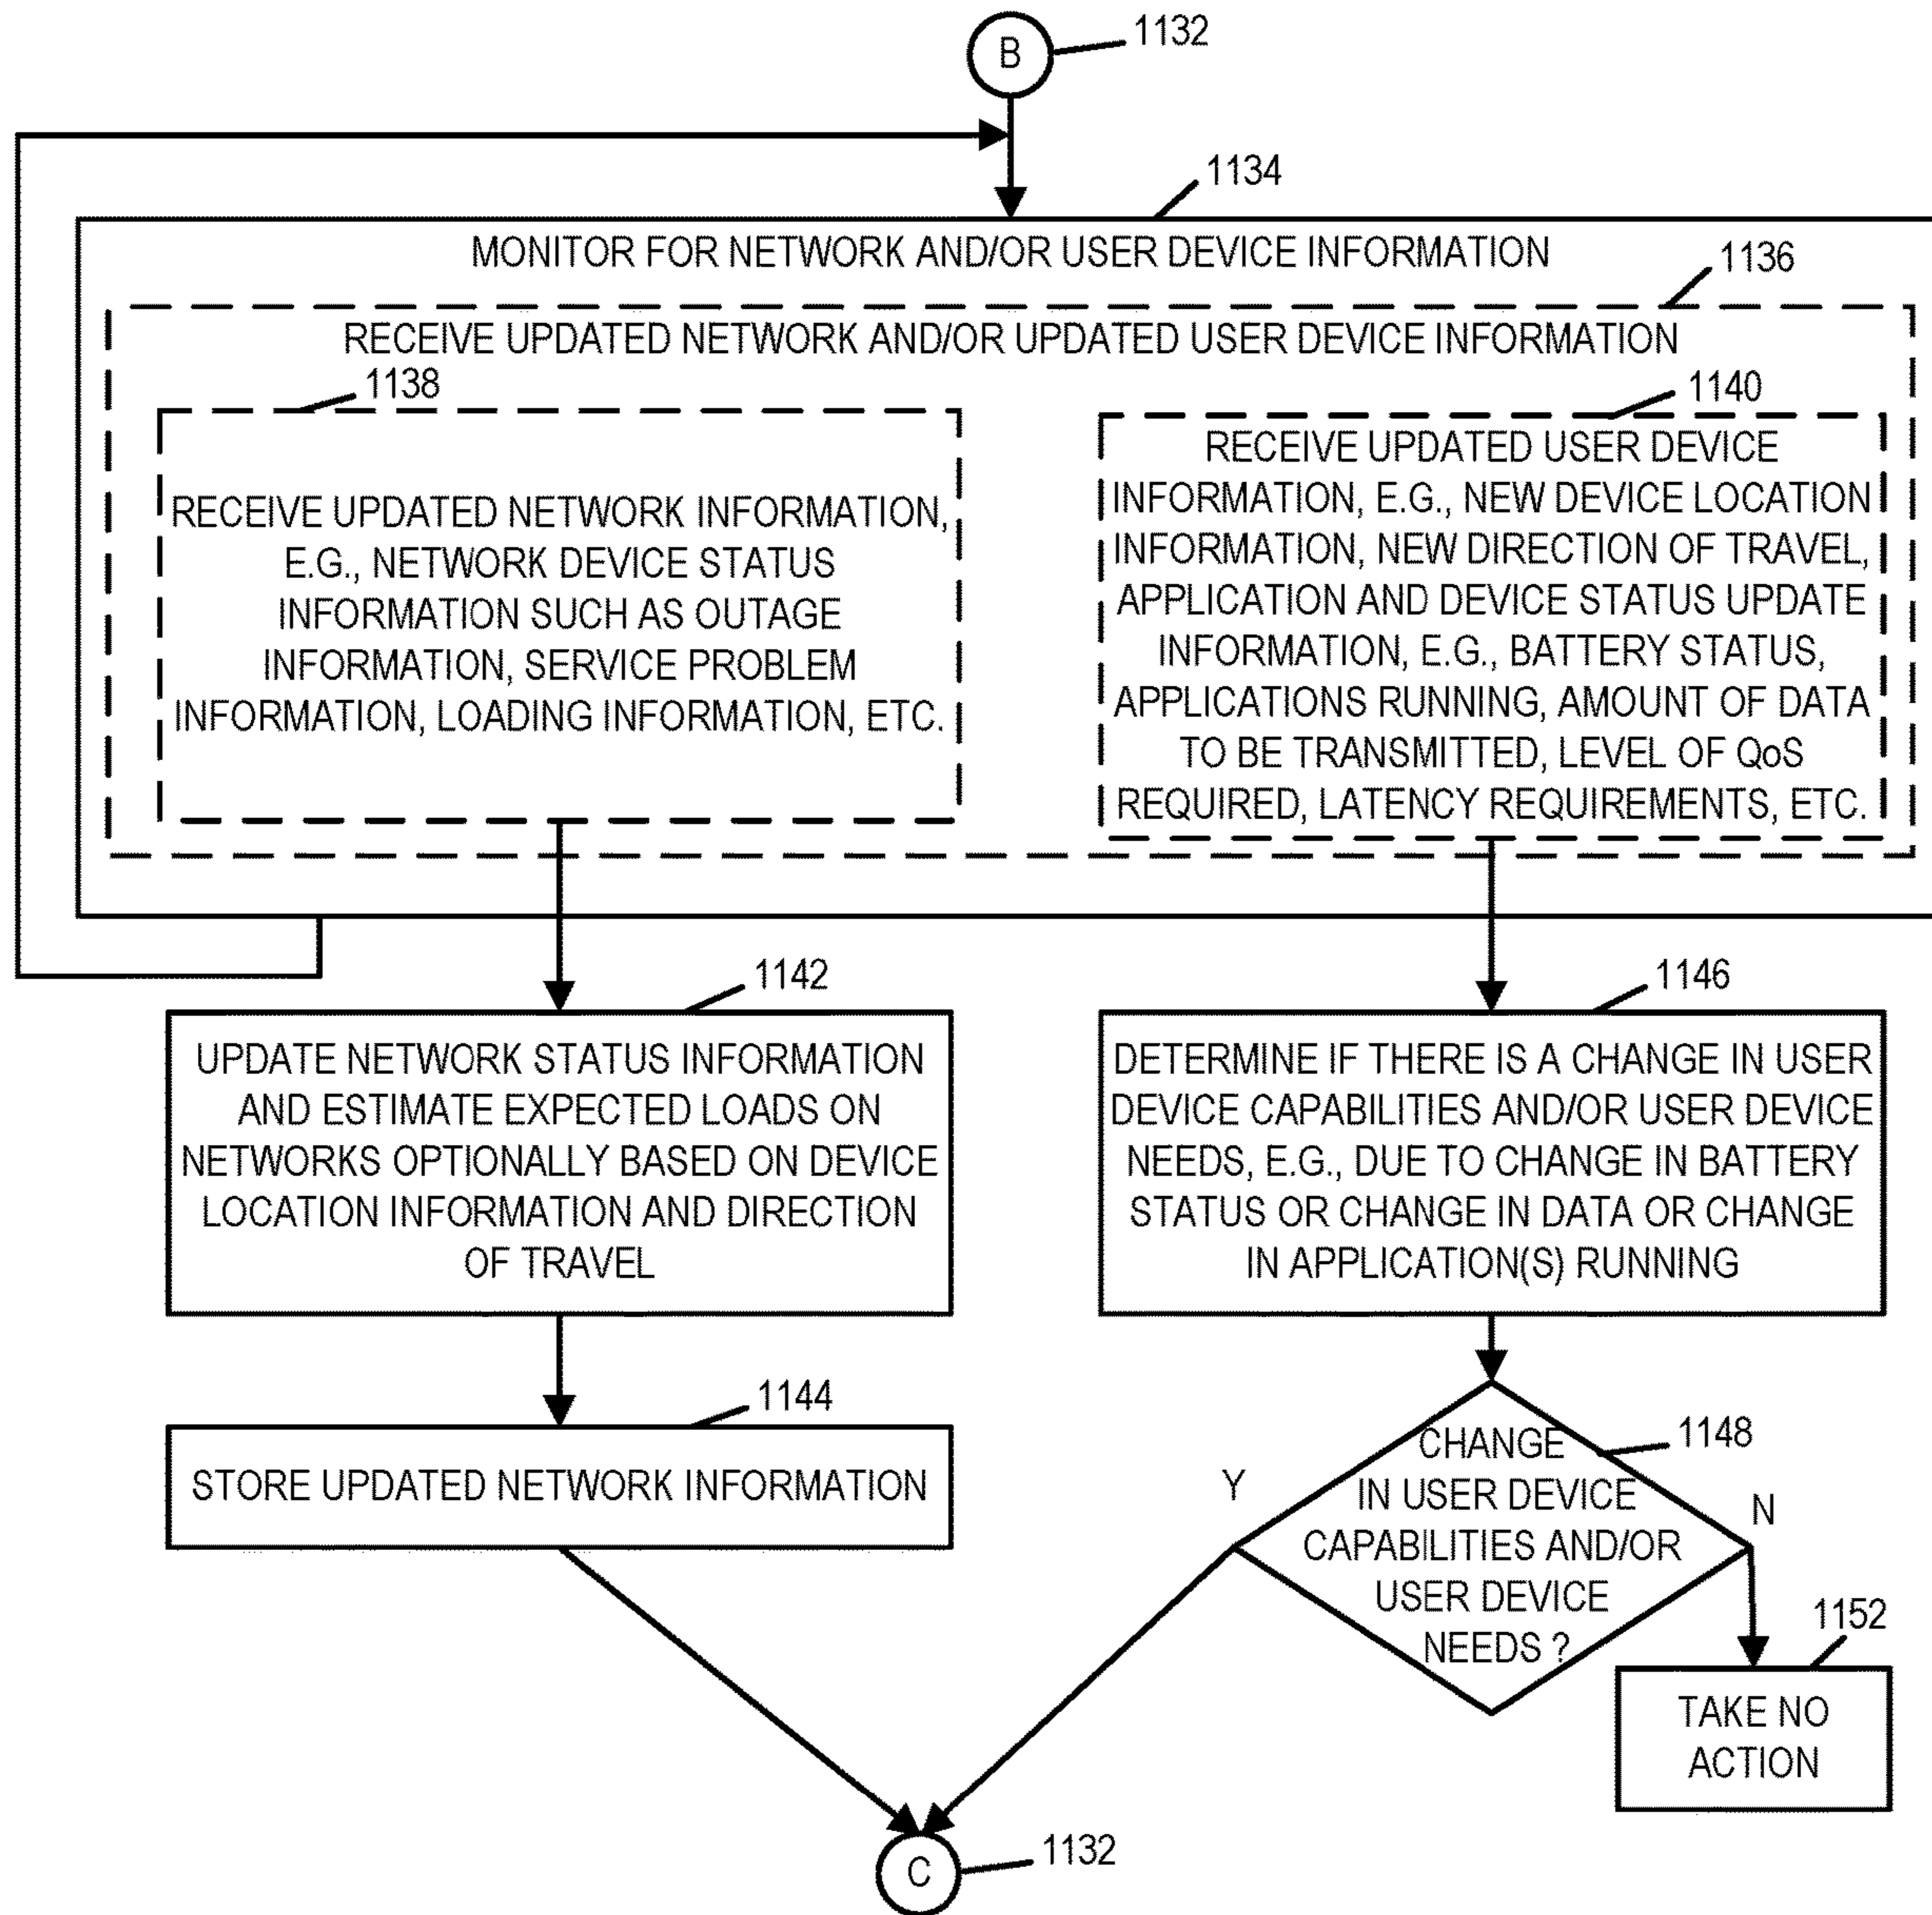 B
1132
1134
MONITOR FOR NETWORK AND/OR USER DEVICE INFORMATION
1136
RECEIVE UPDATED NETWORK AND/OR UPDATED USER DEVICE INFORMATION
1138
RECEIVE UPDATED NETWORK INFORMATION,
E.G., NETWORK DEVICE STATUS
INFORMATION SUCH AS OUTAGE
INFORMATION, SERVICE PROBLEM
INFORMATION, LOADING INFORMATION, ETC.
1140
RECEIVE UPDATED USER DEVICE
INFORMATION, E.G., NEW DEVICE LOCATION
INFORMATION, NEW DIRECTION OF TRAVEL,
APPLICATION AND DEVICE STATUS UPDATE
INFORMATION, E.G., BATTERY STATUS,
APPLICATIONS RUNNING, AMOUNT OF DATA
TO BE TRANSMITTED, LEVEL OF QoS
REQUIRED, LATENCY REQUIREMENTS, ETC.
1142
UPDATE NETWORK STATUS INFORMATION
AND ESTIMATE EXPECTED LOADS ON
NETWORKS OPTIONALLY BASED ON DEVICE
LOCATION INFORMATION AND DIRECTION
OF TRAVEL
1146
DETERMINE IF THERE IS A CHANGE IN USER
DEVICE CAPABILITIES AND/OR USER DEVICE
NEEDS, E.G., DUE TO CHANGE IN BATTERY
STATUS OR CHANGE IN DATA OR CHANGE
IN APPLICATION(S) RUNNING
1144
STORE UPDATED NETWORK INFORMATION
1148
CHANGE
IN USER DEVICE
CAPABILITIES AND/OR
USER DEVICE
NEEDS ?
Y
N
1152
TAKE NO
ACTION
C
1132